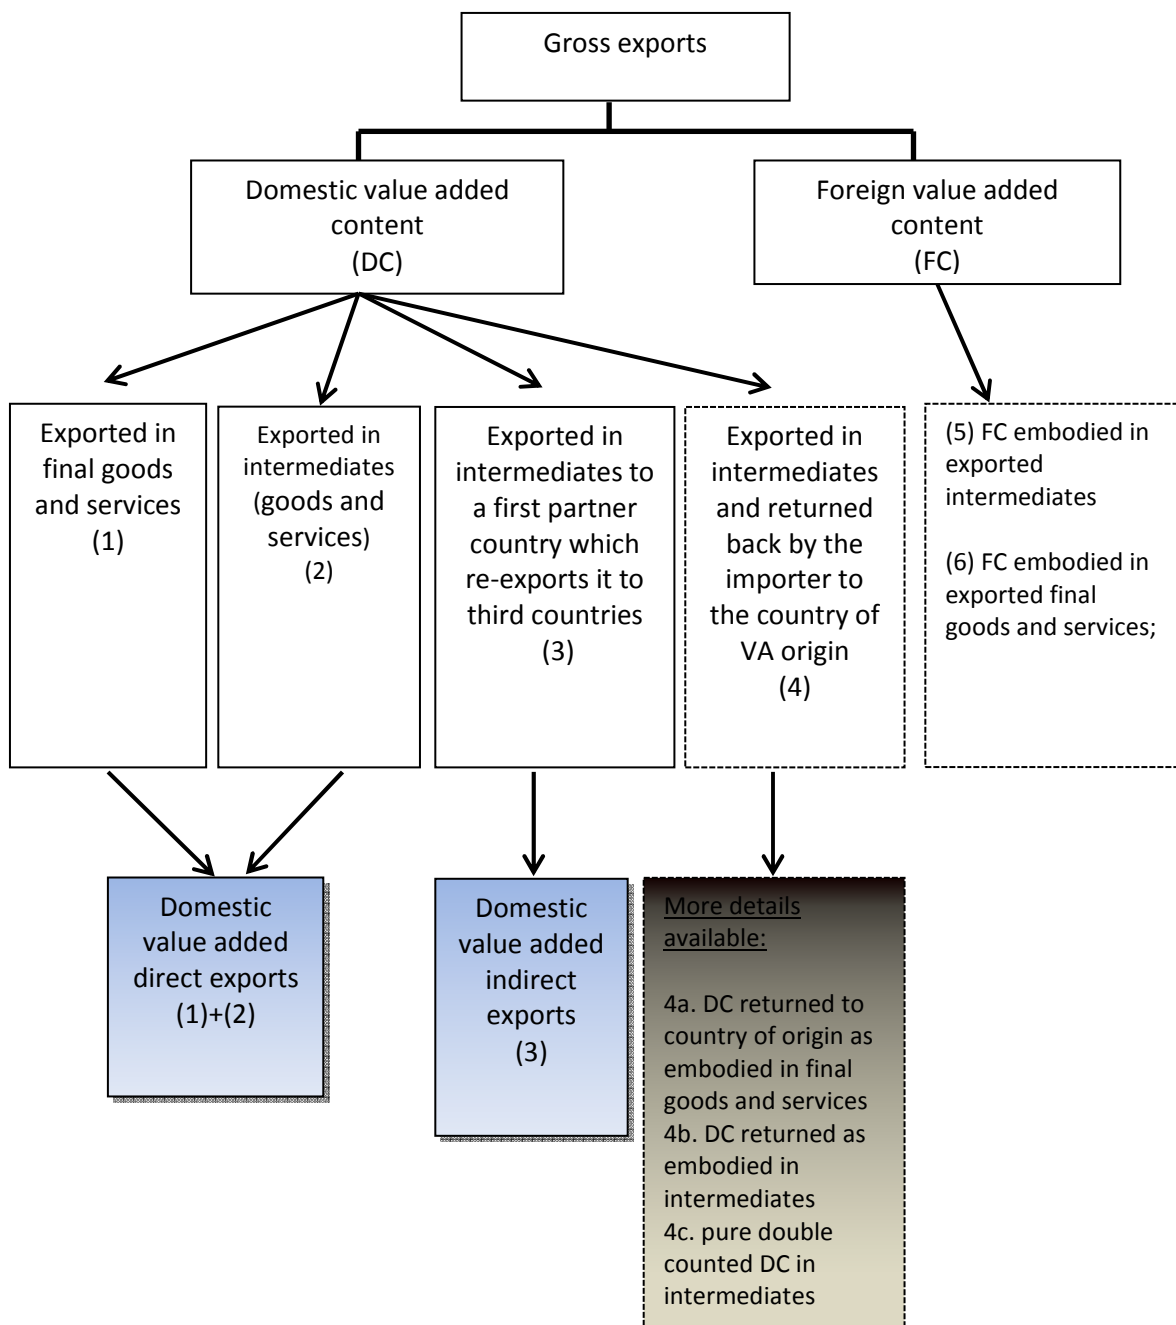 Gross exports
Domestic value added
content
(DC)
Foreign value added
content
(FC)
Exported in
final goods
and services
(1)
Exported in
intermediates
(goods and
services)
(2)
Exported in
intermediates to
a first partner
country which
re-exports it to
third countries
(3)
Exported in
intermediates
and returned
back by the
importer to
the country of
VA origin
(4)
(5) FC embodied in
exported
intermediates
(6) FC embodied in
exported final
goods and services;
Domestic
value added
direct exports
(1)+(2)
Domestic
value added
indirect
exports
(3)
More details
available:
4a. DC returned to
country of origin as
embodied in final
goods and services
4b. DC returned as
embodied in
intermediates
4c. pure double
counted DC in
intermediates